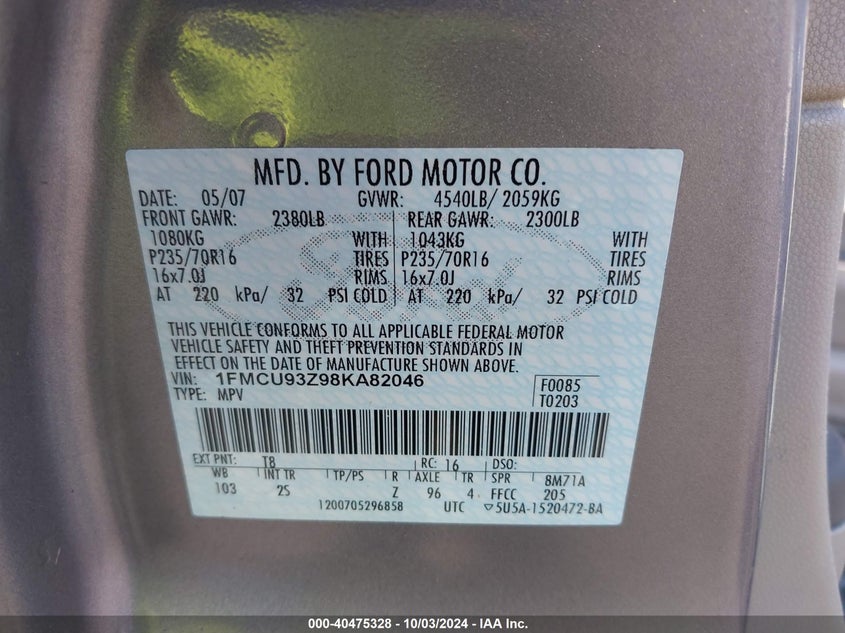 MFD. BY FORD MOTOR CO.
DATE: 05/07 GVWR: 4540LB/ 2059KG
FRONT GAWR: 2380LB REAR GAWR: 2300LB
1080KG WITH 1043KG WITH
P235/70R16 TIRES P235/70R16 TIRES
16x7.0J RIMS 16x7.0J RIMS
AT 220 kPa/ 32 PSI COLD AT 220 kPa/ 32 PSI COLD
THIS VEHICLE CONFORMS TO ALL APPLICABLE FEDERAL MOTOR
VEHICLE SAFETY AND THEFT PREVENTION STANDARDS IN
EFFECT ON THE DATE OF MANUFACTURE SHOWN ABOVE.
VIN: 1FMCU93Z98KA82046 F0085
TYPE: MPV T0203
EXT PNT: T8 RC: 16 DSO:
WB INT TR TP/PS R AXLE TR SPR 8M71A
103 2S Z 96 4 FFCC 205
1200705296858 UTC ▽5U5A-1520472-BA
000-40475328 - 10/03/2024 - IAA Inc.